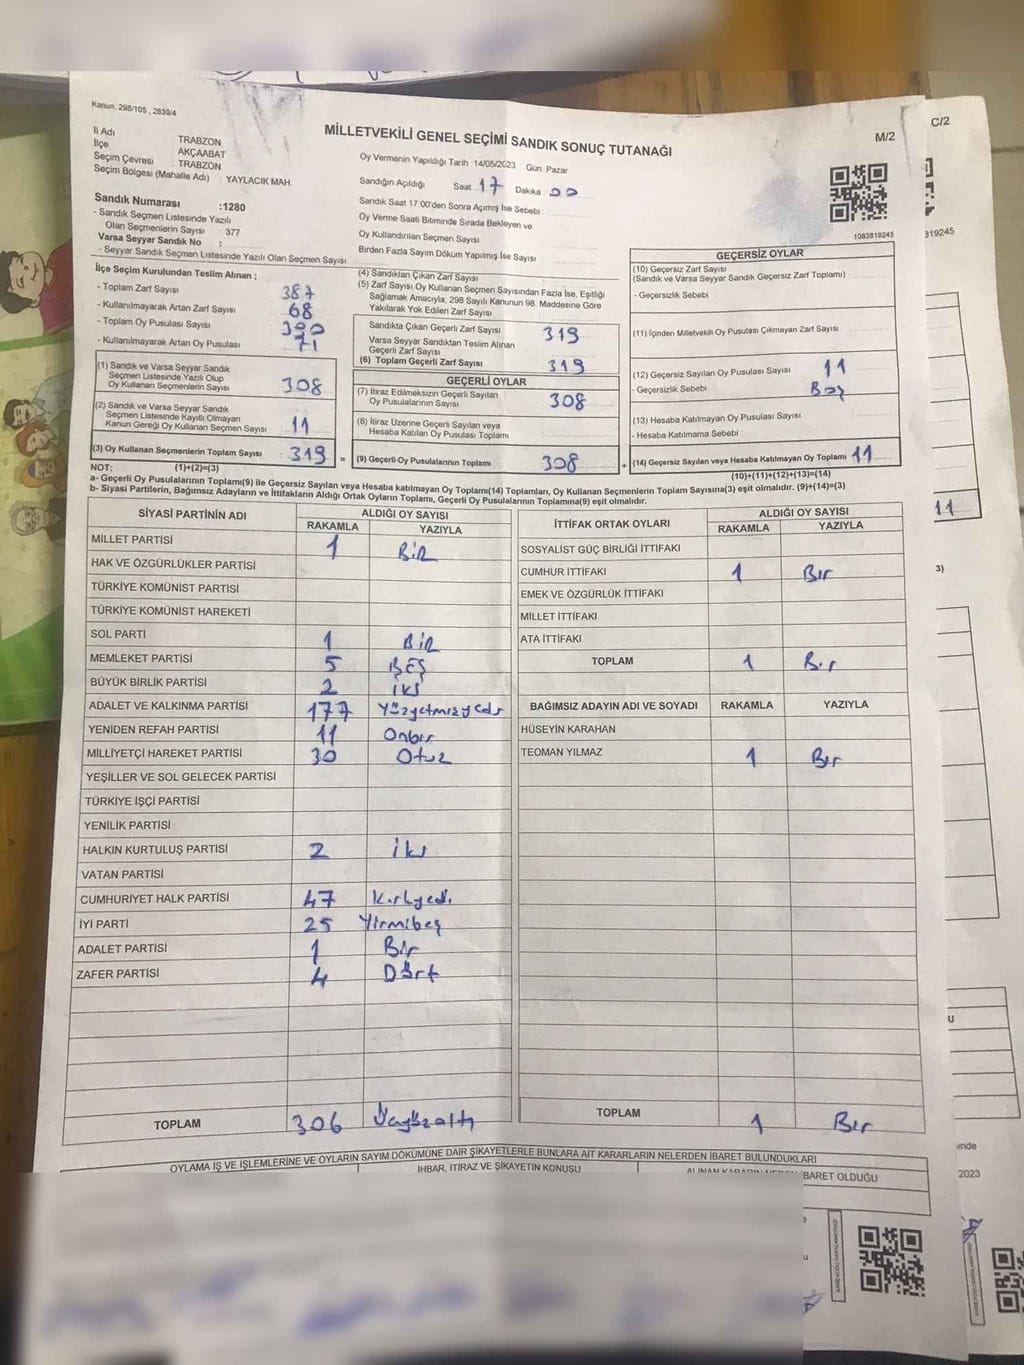 Kanun, 298/105 , 2839/4
C/2
M/2
MİLLETVEKİLİ GENEL SEÇİMİ SANDIK SONUÇ TUTANAĞI
İl Adı TRABZON
İlçe AKÇAABAT
Seçim Çevresi : TRABZON
Seçim Bölgesi (Mahalle Adı) : YAYLACIK MAH.
Sandık Numarası :1280
- Sandık Seçmen Listesinde Yazılı
Olan Seçmenlerin Sayısı 377
Varsa Seyyar Sandık No :
- Seyyar Sandık Seçmen Listesinde Yazılı Olan Seçmen Sayısı:
Oy Vermenin Yapıldığı Tarih 14/05/2023 Gün Pazar
Sandığın Açıldığı Saat 17 Dakika 00
Sandık Saat 17.00'den Sonra Açımış İse Sebebi
Oy Verme Saati Bitiminde Sırada Bekleyen ve
Oy Kullandırılan Seçmen Sayısı
Birden Fazla Sayım Döküm Yapılmış İse Sayısı
1083819245
319245
İlçe Seçim Kurulundan Teslim Alınan ;
- Toplam Zarf Sayısı 387
- Kullanılmayarak Artan Zarf Sayısı 68
- Toplam Oy Pusulası Sayısı 390
- Kullanılmayarak Artan Oy Pusulası 71
(1) Sandık ve Varsa Seyyar Sandık
Seçmen Listesinde Yazılı Olup
Oy Kullanan Seçmenlerin Sayısı 308
(2) Sandık ve Varsa Seyyar Sandık
Seçmen Listesinde Kayıtlı Olmayan
Kanun Gereği Oy Kullanan Seçmen Sayısı 11
(3) Oy Kullanan Seçmenlerin Toplam Sayısı : 319 =
(4) Sandıktan Çıkan Zarf Sayısı
(5) Zarf Sayısı Oy Kullanan Seçmen Sayısından Fazla İse, Eşitliği
Sağlamak Amacıyla, 298 Sayılı Kanunun 98. Maddesine Göre
Yakılarak Yok Edilen Zarf Sayısı
Sandıkta Çıkan Geçerli Zarf Sayısı 319
Varsa Seyyar Sandıktan Teslim Alınan
Geçerli Zarf Sayısı
(6) Toplam Geçerli Zarf Sayısı 319
GEÇERLİ OYLAR
(7) İtiraz Edilmeksizin Geçerli Sayılan
Oy Pusulalarının Sayısı 308
(8) İtiraz Üzerine Geçerli Sayılan veya
Hesaba Katılan Oy Pusulası Toplamı
(9) Geçerli Oy Pusulalarının Toplamı 308 +
GEÇERSİZ OYLAR
(10) Geçersiz Zarf Sayısı
(Sandık ve Varsa Seyyar Sandık Geçersiz Zarf Toplamı)
- Geçersizlik Sebebi
(11) İçinden Milletvekili Oy Pusulası Çıkmayan Zarf Sayısı
(12) Geçersiz Sayılan Oy Pusulası Sayısı 11
- Geçersizlik Sebebi Boş
(13) Hesaba Katılmayan Oy Pusulası Sayısı
- Hesaba Katılmama Sebebi
(14) Geçersiz Sayılan veya Hesaba Katılmayan Oy Toplamı 11
NOT: (1)+(2)=(3) (10)+(11)+(12)+(13)=(14)
a- Geçerli Oy Pusulalarının Toplamı(9) ile Geçersiz Sayılan veya Hesaba katılmayan Oy Toplamı(14) Toplamları, Oy Kullanan Seçmenlerin Toplam Sayısına(3) eşit olmalıdır. (9)+(14)=(3)
b- Siyasi Partilerin, Bağımsız Adayların ve İttifakların Aldığı Ortak Oyların Toplamı, Geçerli Oy Pusulalarının Toplamına(9) eşit olmalıdır.
SİYASİ PARTİNİN ADI ALDIĞI OY SAYISI
RAKAMLA YAZIYLA
MİLLET PARTİSİ 1 BİR
HAK VE ÖZGÜRLÜKLER PARTİSİ
TÜRKİYE KOMÜNİST PARTİSİ
TÜRKİYE KOMÜNİST HAREKETİ
SOL PARTİ 1 BİR
MEMLEKET PARTİSİ 5 BEŞ
BÜYÜK BİRLİK PARTİSİ 2 iki
ADALET VE KALKINMA PARTİSİ 177 Yüzyetmişyedi
YENİDEN REFAH PARTİSİ 11 Onbir
MİLLİYETÇİ HAREKET PARTİSİ 30 Otuz
YEŞİLLER VE SOL GELECEK PARTİSİ
TÜRKİYE İŞÇİ PARTİSİ
YENİLİK PARTİSİ
HALKIN KURTULUŞ PARTİSİ 2 iki
VATAN PARTİSİ
CUMHURİYET HALK PARTİSİ 47 Kırkyedi
İYİ PARTİ 25 Yirmibeş
ADALET PARTİSİ 1 Bir
ZAFER PARTİSİ 4 Dört
TOPLAM 306 Üçyüzaltı
İTTİFAK ORTAK OYLARI ALDIĞI OY SAYISI
RAKAMLA YAZIYLA
SOSYALİST GÜÇ BİRLİĞİ İTTİFAKI
CUMHUR İTTİFAKI 1 Bir
EMEK VE ÖZGÜRLÜK İTTİFAKI
MİLLET İTTİFAKI
ATA İTTİFAKI
TOPLAM 1 Bir
BAĞIMSIZ ADAYIN ADI VE SOYADI RAKAMLA YAZIYLA
HÜSEYİN KARAHAN
TEOMAN YILMAZ 1 Bir
TOPLAM 1 Bir
11
3)
U
OYLAMA İŞ VE İŞLEMLERİNE VE OYLARIN SAYIM DÖKÜMÜNE DAİR ŞİKAYETLERLE BUNLARA AİT KARARLARIN NELERDEN İBARET BULUNDUKLARI
İHBAR, İTİRAZ VE ŞİKAYETİN KONUSU
BARET OLDUĞU
inde
2023